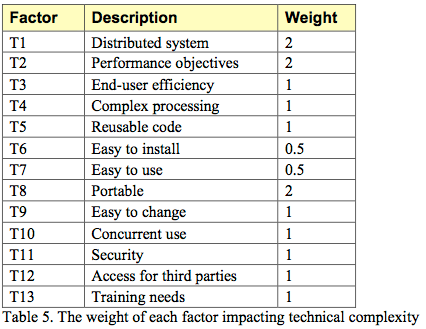 Factor Description Weight
T1 Distributed system 2
T2 Performance objectives 2
T3 End-user efficiency 1
T4 Complex processing 1
T5 Reusable code 1
T6 Easy to install 0.5
T7 Easy to use 0.5
T8 Portable 2
T9 Easy to change 1
T10 Concurrent use 1
T11 Security 1
T12 Access for third parties 1
T13 Training needs 1
Table 5. The weight of each factor impacting technical complexity